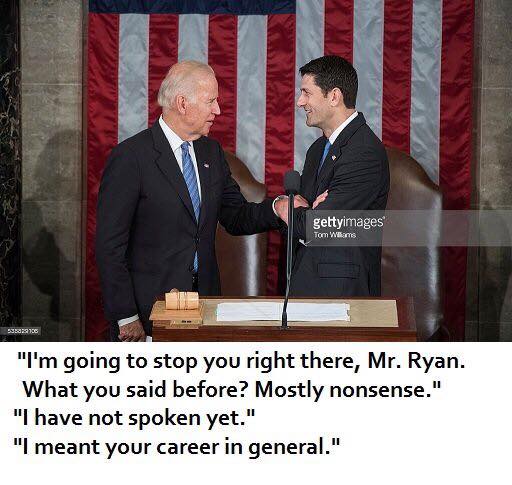 gettyimages®
Tom Williams
538829106
"I'm going to stop you right there, Mr. Ryan.
What you said before? Mostly nonsense."
"I have not spoken yet."
"I meant your career in general."